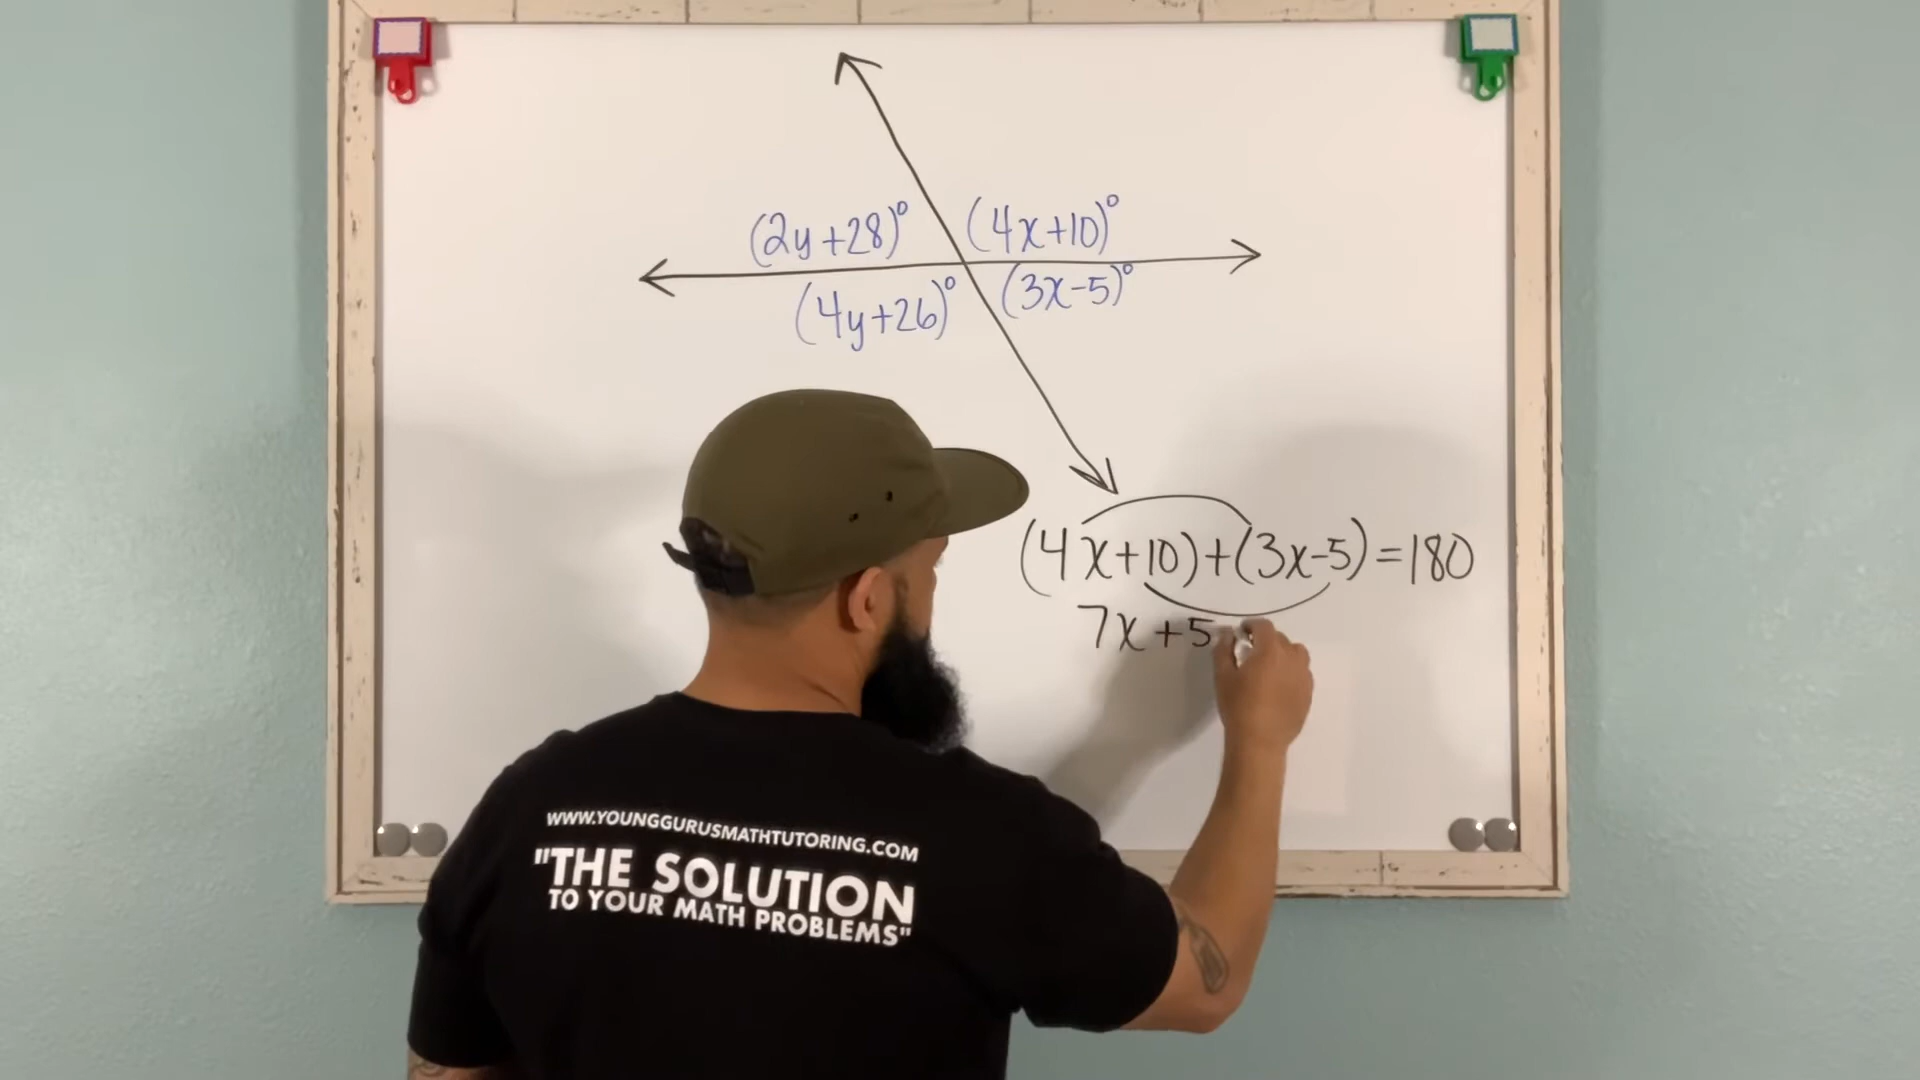 (2y+28)° (4x+10)°
(4y+26)° (3x-5)°
(4x+10)+(3x-5)=180
7x+5
WWW.YOUNGGURUSMATHTUTORING.COM
"THE SOLUTION
TO YOUR MATH PROBLEMS"